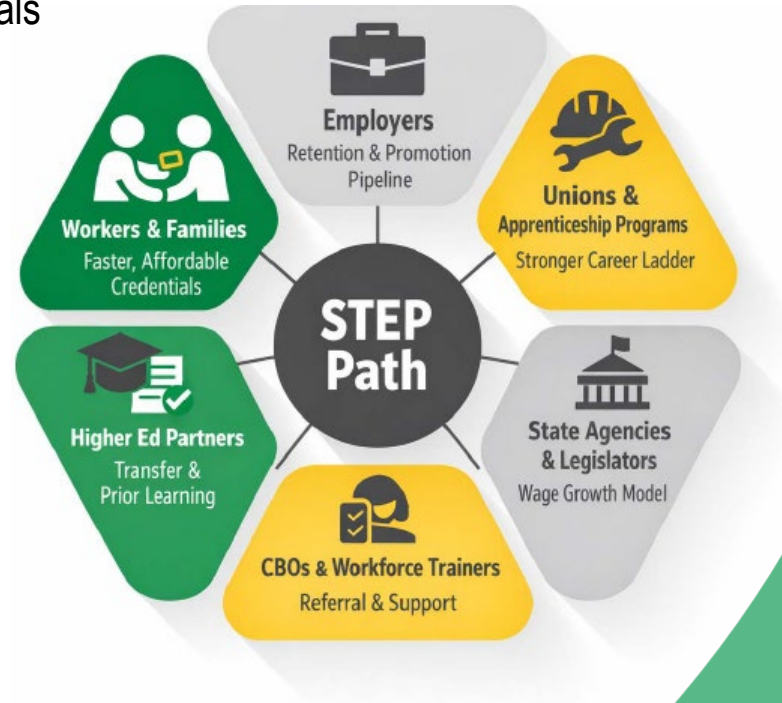 als
Employers
Retention & Promotion
Pipeline
Workers & Families
Faster, Affordable
Credentials
Unions &
Apprenticeship Programs
Stronger Career Ladder
STEP
Path
Higher Ed Partners
Transfer &
Prior Learning
State Agencies
& Legislators
Wage Growth Model
CBOs & Workforce Trainers
Referral & Support